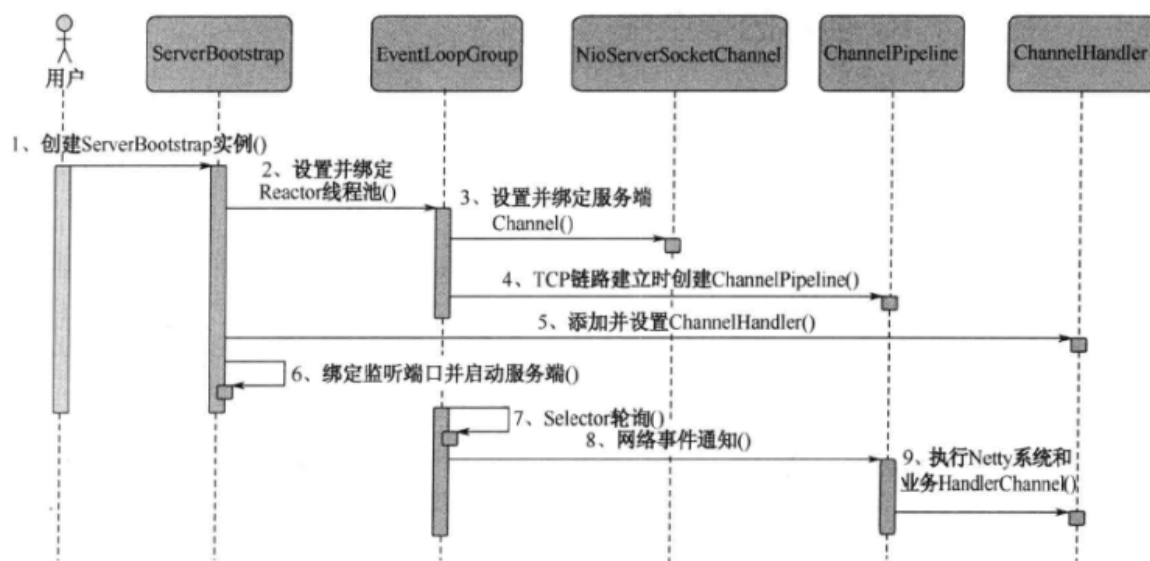 用户
ServerBootstrap
EventLoopGroup
NioServerSocketChannel
ChannelPipeline
ChannelHandler
1、创建ServerBootstrap实例()
2、设置并绑定
Reactor线程池()
3、设置并绑定服务端
Channel()
4、TCP链路建立时创建ChannelPipeline()
5、添加并设置ChannelHandler()
6、绑定监听端口并启动服务端()
7、Selector轮询()
8、网络事件通知()
9、执行Netty系统和
业务HandlerChannel()